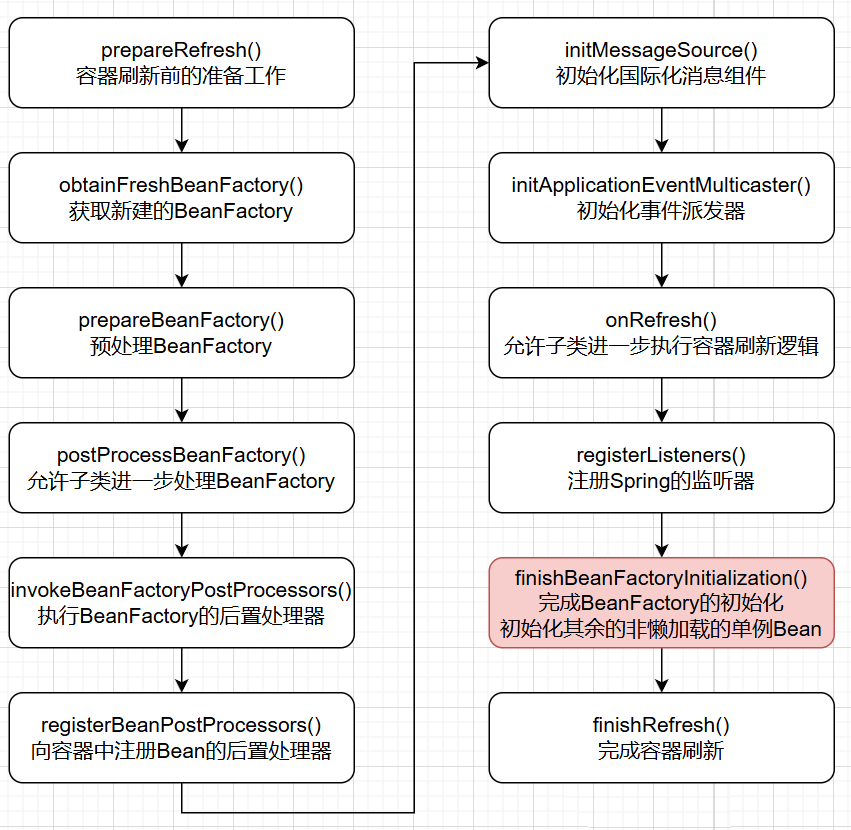 prepareRefresh()
容器刷新前的准备工作
obtainFreshBeanFactory()
获取新建的BeanFactory
prepareBeanFactory()
预处理BeanFactory
postProcessBeanFactory()
允许子类进一步处理BeanFactory
invokeBeanFactoryPostProcessors()
执行BeanFactory的后置处理器
registerBeanPostProcessors()
向容器中注册Bean的后置处理器
initMessageSource()
初始化国际化消息组件
initApplicationEventMulticaster()
初始化事件派发器
onRefresh()
允许子类进一步执行容器刷新逻辑
registerListeners()
注册Spring的监听器
finishBeanFactoryInitialization()
完成BeanFactory的初始化
初始化其余的非懒加载的单例Bean
finishRefresh()
完成容器刷新